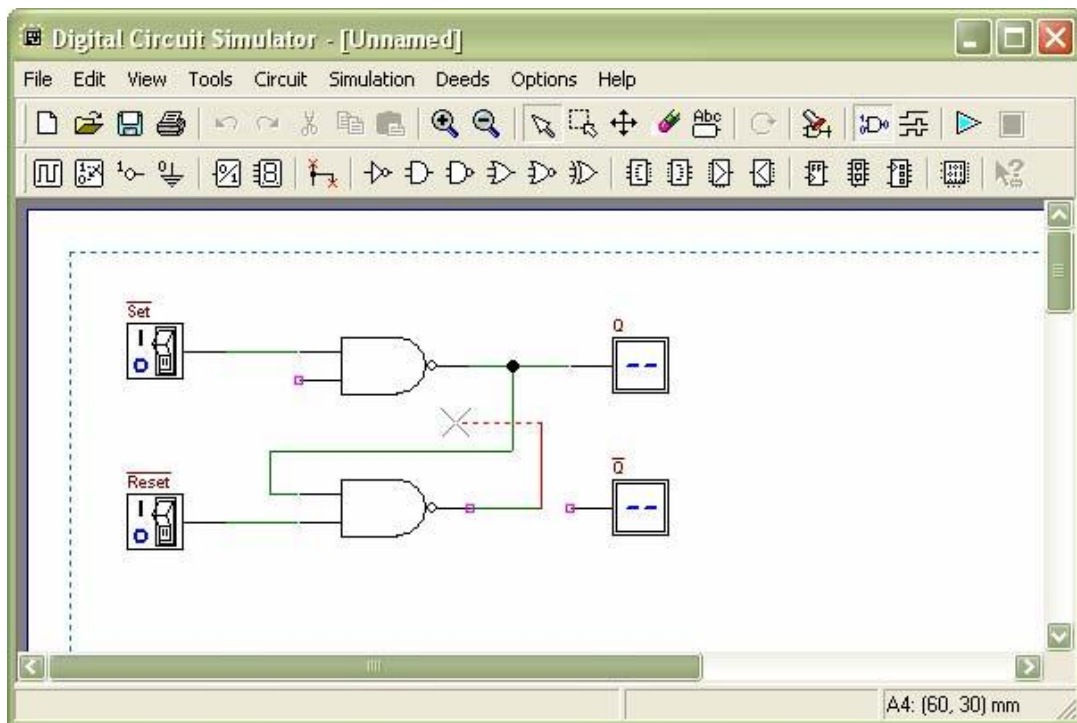 Digital Circuit Simulator - [Unnamed]
File Edit View Tools Circuit Simulation Deeds Options Help
Abc
Set
Q
Reset
Q
A4: (60, 30) mm